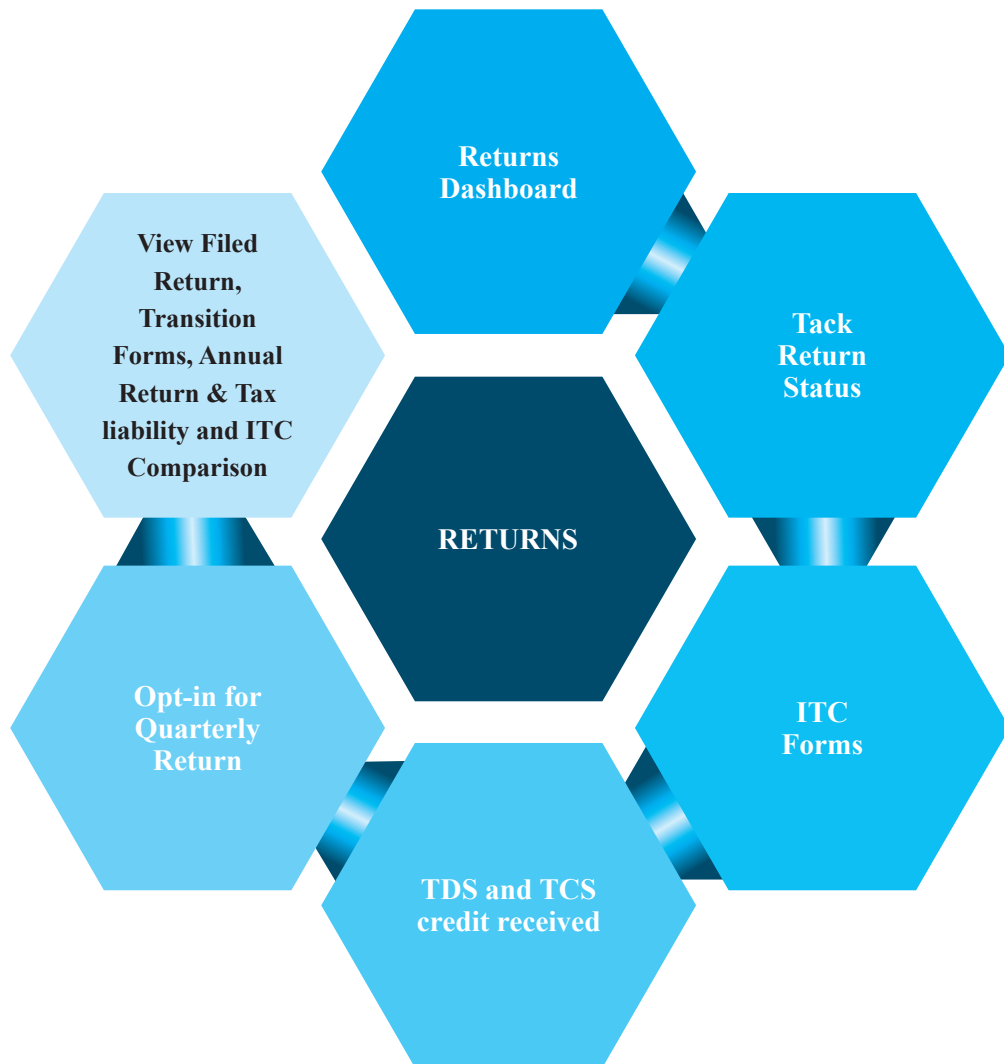 Returns
Dashboard
Tack
Return
Status
ITC
Forms
TDS and TCS
credit received
Opt-in for
Quarterly
Return
View Filed
Return,
Transition
Forms, Annual
Return & Tax
liability and ITC
Comparison
RETURNS